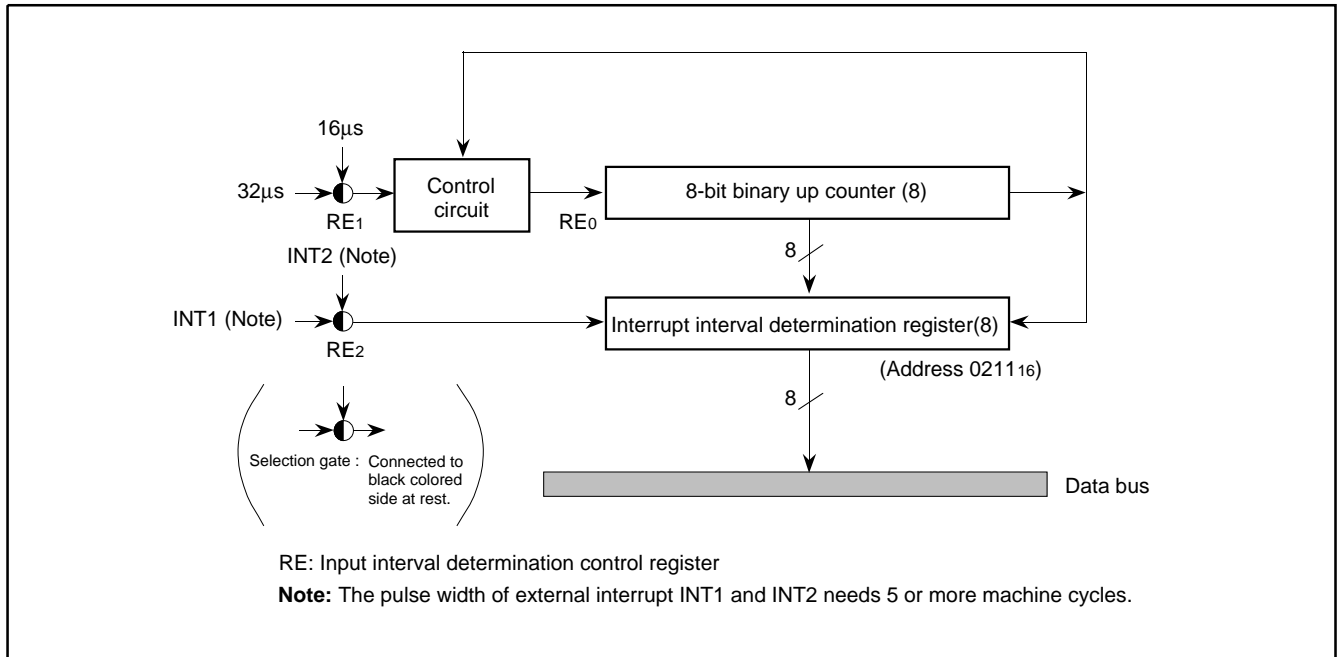 16µs
32µs
RE1
Control
circuit
RE0
8-bit binary up counter (8)
INT2 (Note)
8
INT1 (Note)
RE2
Interrupt interval determination register(8)
(Address 021116)
8
Selection gate : Connected to
black colored
side at rest.
Data bus
RE: Input interval determination control register
Note: The pulse width of external interrupt INT1 and INT2 needs 5 or more machine cycles.